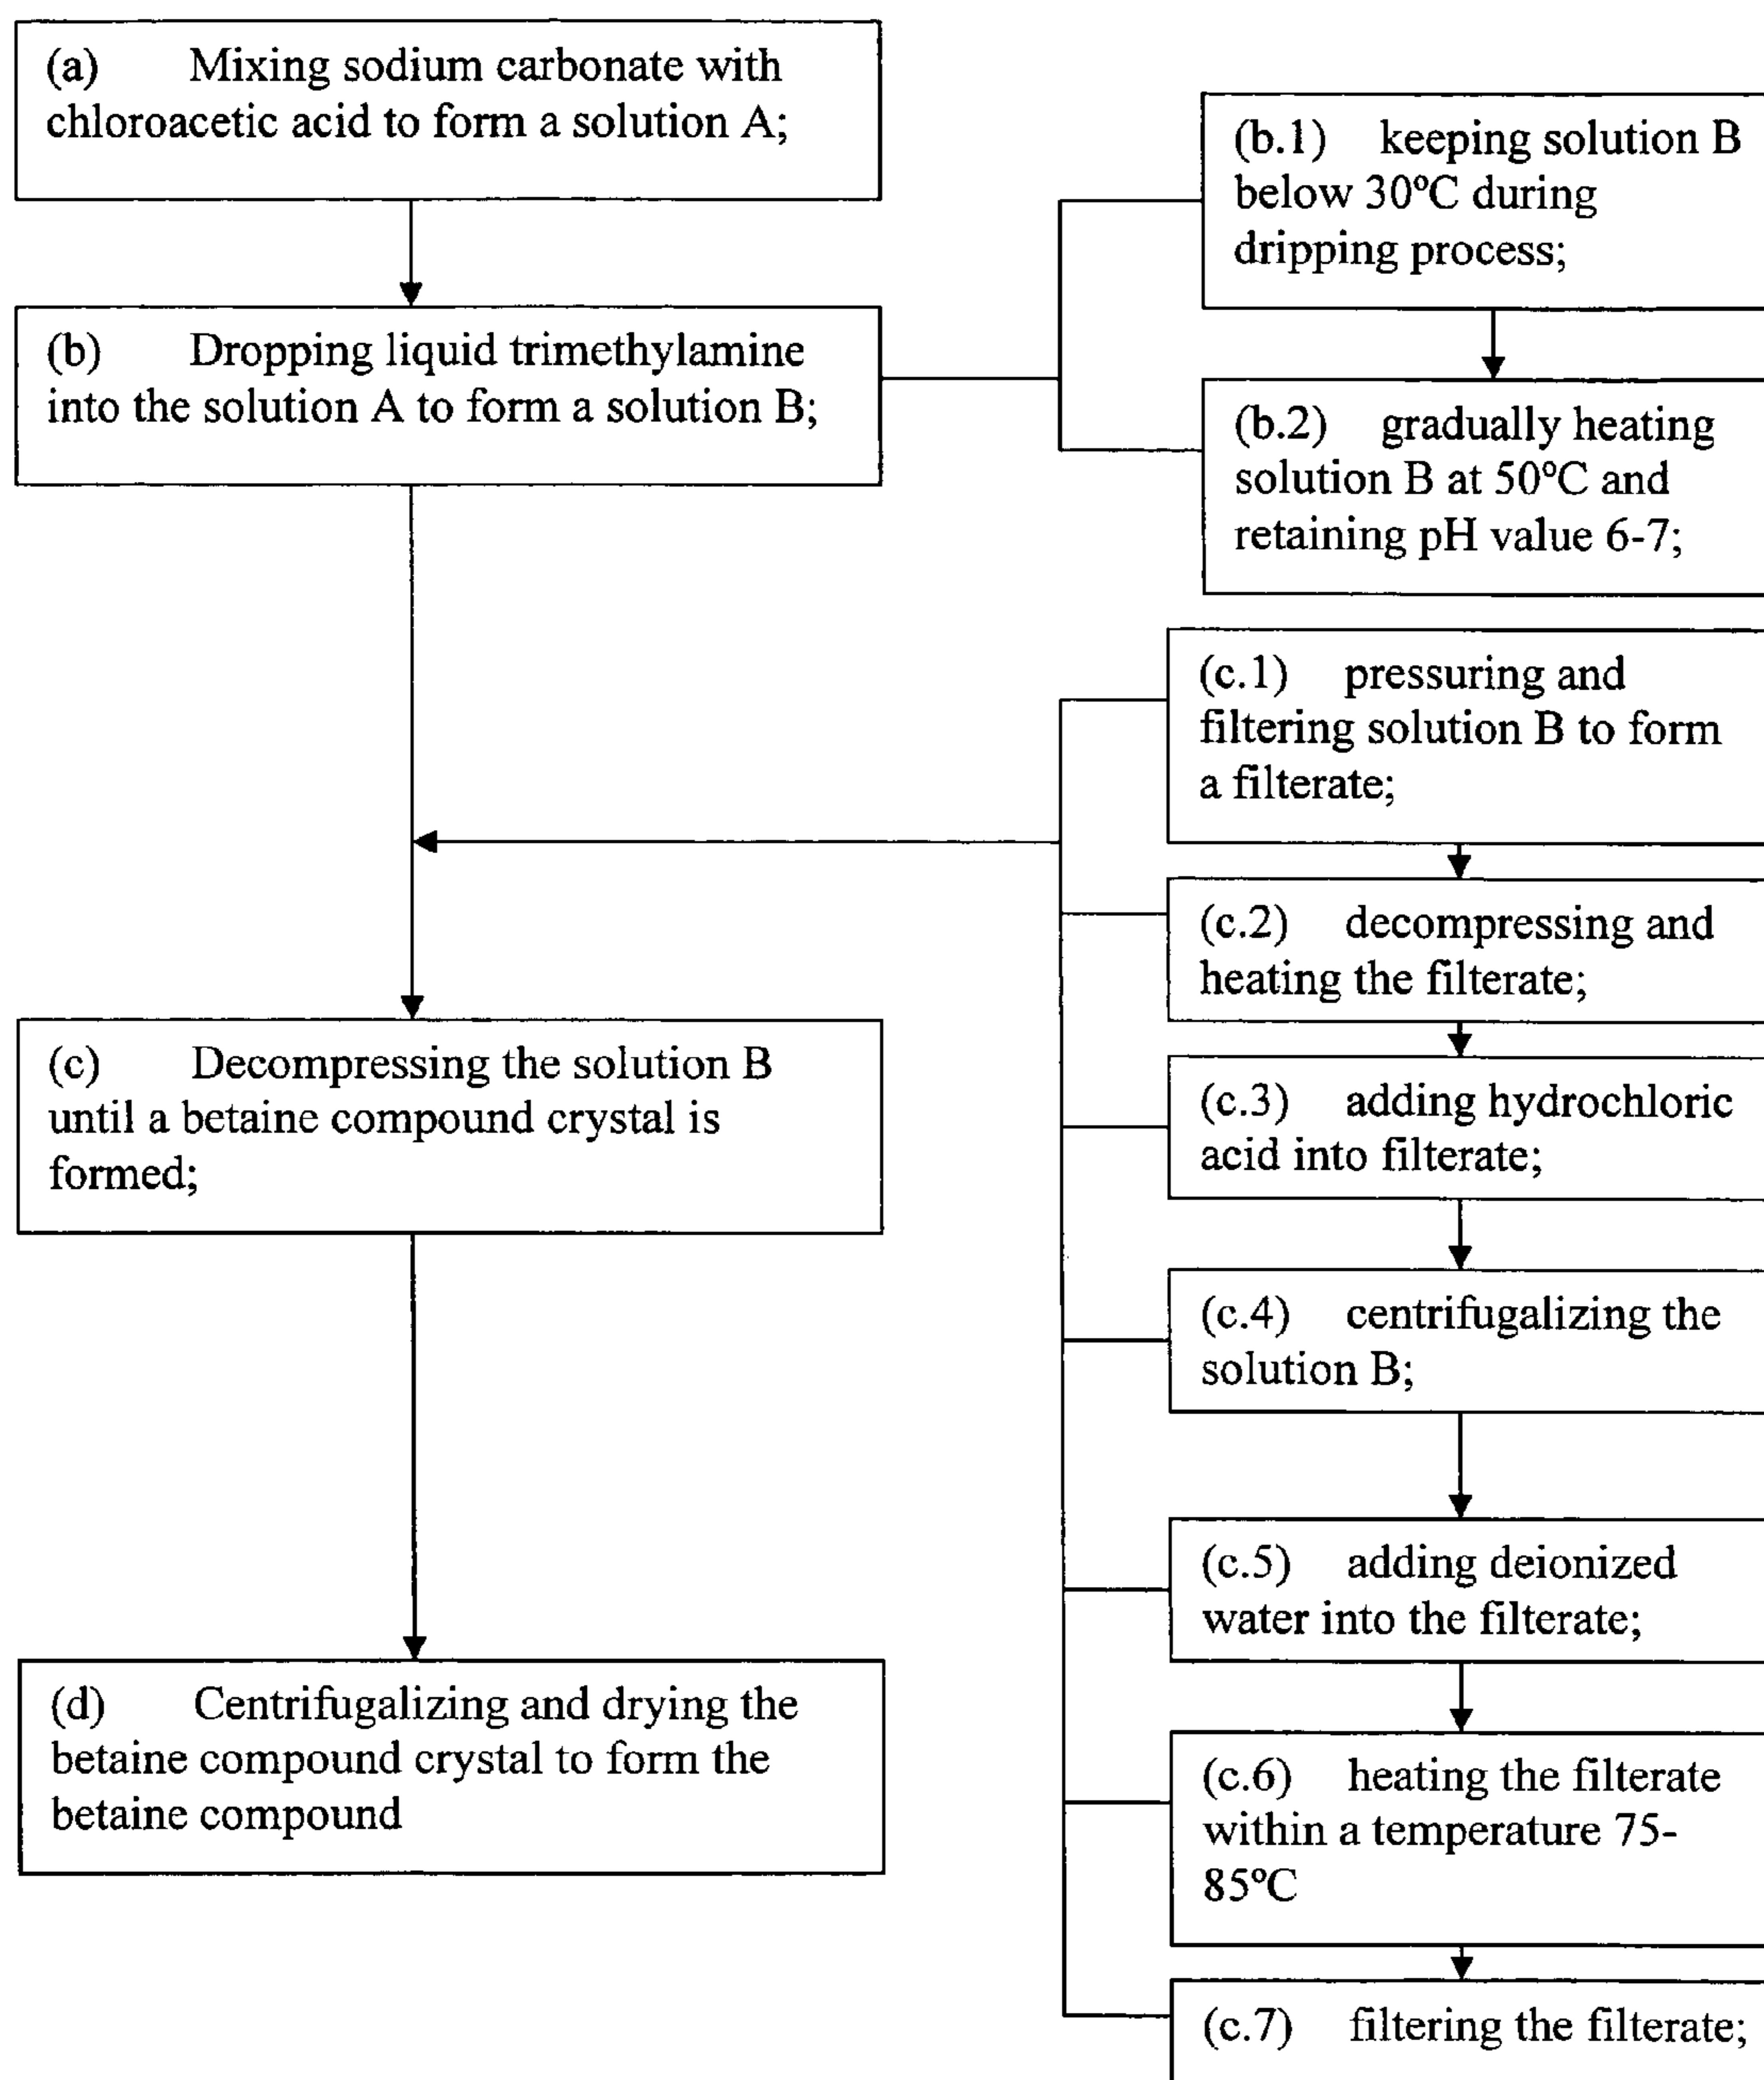 (a) Mixing sodium carbonate with
chloroacetic acid to form a solution A;
(b) Dropping liquid trimethylamine
into the solution A to form a solution B;
(b.1) keeping solution B
below 30ºC during
dripping process;
(b.2) gradually heating
solution B at 50ºC and
retaining pH value 6-7;
(c.1) pressuring and
filtering solution B to form
a filterate;
(c.2) decompressing and
heating the filterate;
(c.3) adding hydrochloric
acid into filterate;
(c.4) centrifugalizing the
solution B;
(c.5) adding deionized
water into the filterate;
(c.6) heating the filterate
within a temperature 75-
85ºC
(c.7) filtering the filterate;
(c) Decompressing the solution B
until a betaine compound crystal is
formed;
(d) Centrifugalizing and drying the
betaine compound crystal to form the
betaine compound